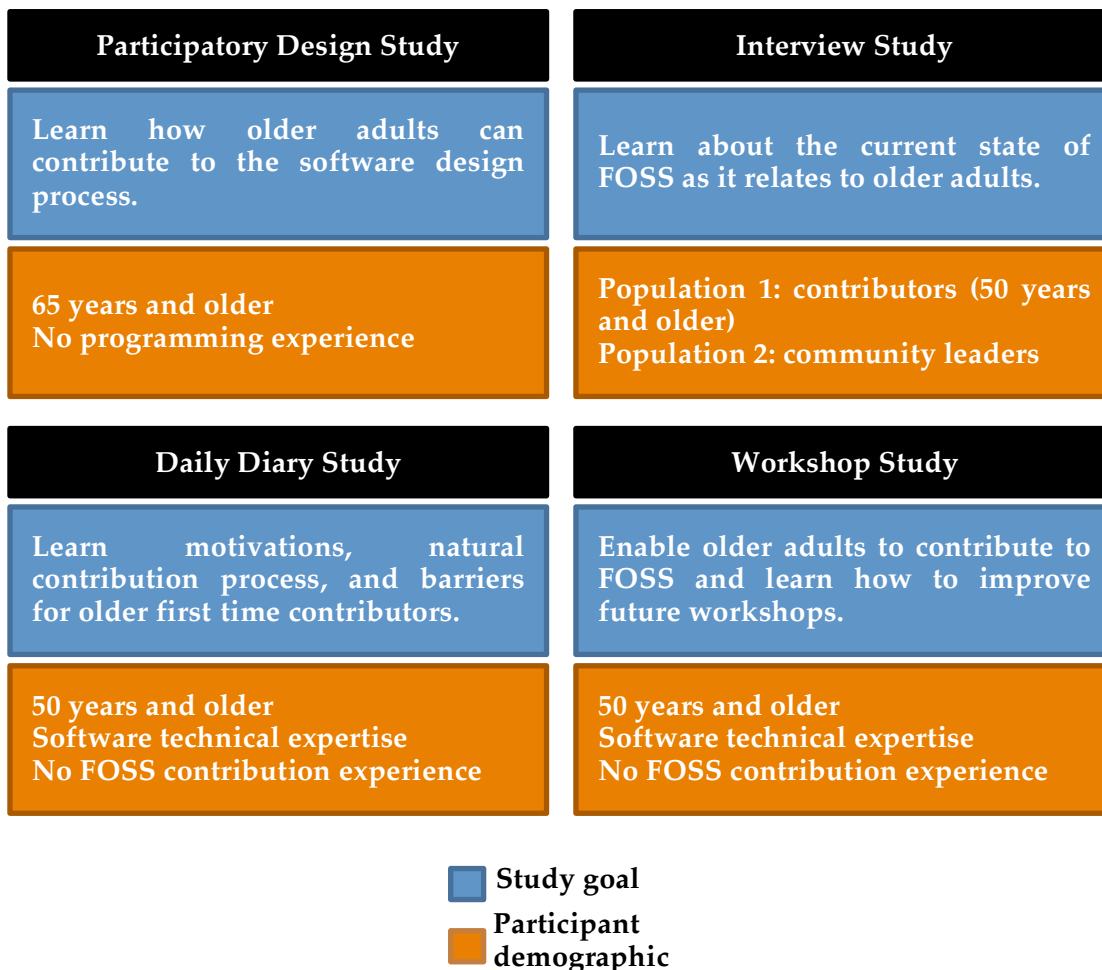 Participatory Design Study
Learn how older adults can
contribute to the software design
process.
65 years and older
No programming experience
Interview Study
Learn about the current state of
FOSS as it relates to older adults.
Population 1: contributors (50 years
and older)
Population 2: community leaders
Daily Diary Study
Learn motivations, natural
contribution process, and barriers
for older first time contributors.
50 years and older
Software technical expertise
No FOSS contribution experience
Workshop Study
Enable older adults to contribute to
FOSS and learn how to improve
future workshops.
50 years and older
Software technical expertise
No FOSS contribution experience
Study goal
Participant
demographic